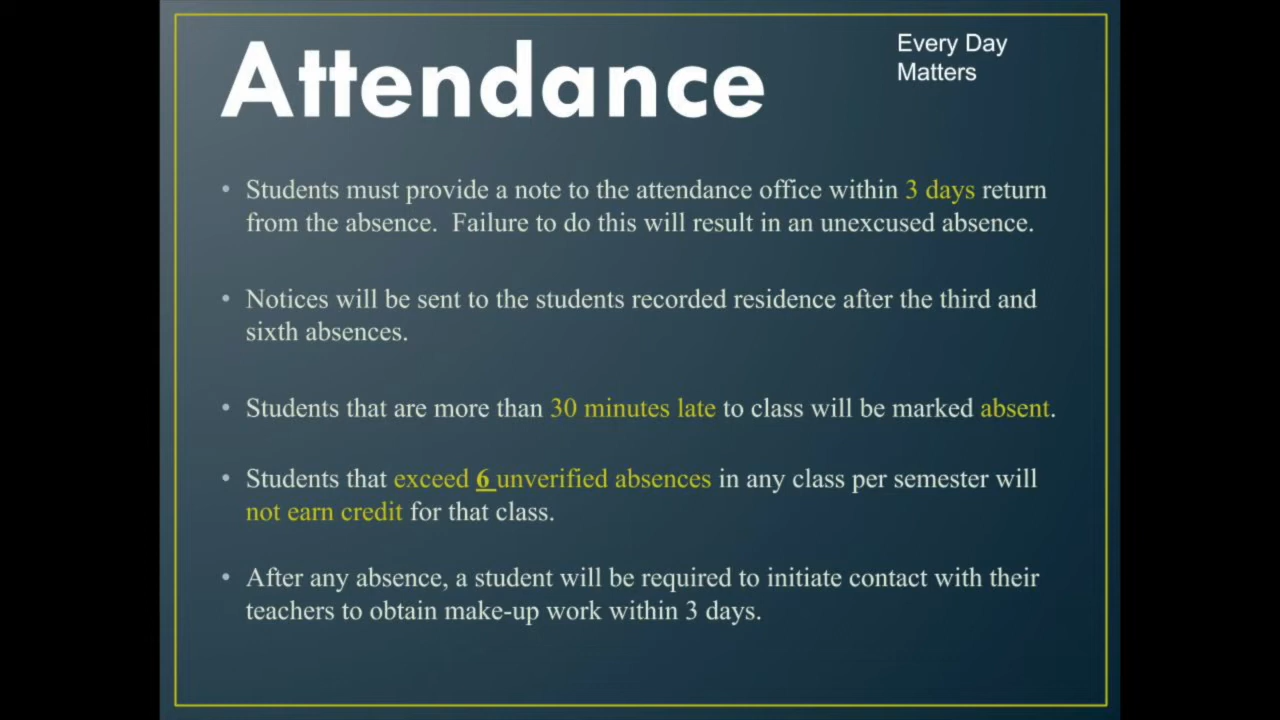 Attendance
Every Day
Matters
• Students must provide a note to the attendance office within 3 days return
from the absence.  Failure to do this will result in an unexcused absence.
• Notices will be sent to the students recorded residence after the third and
sixth absences.
• Students that are more than 30 minutes late to class will be marked absent.
• Students that exceed 6 unverified absences in any class per semester will
not earn credit for that class.
• After any absence, a student will be required to initiate contact with their
teachers to obtain make-up work within 3 days.